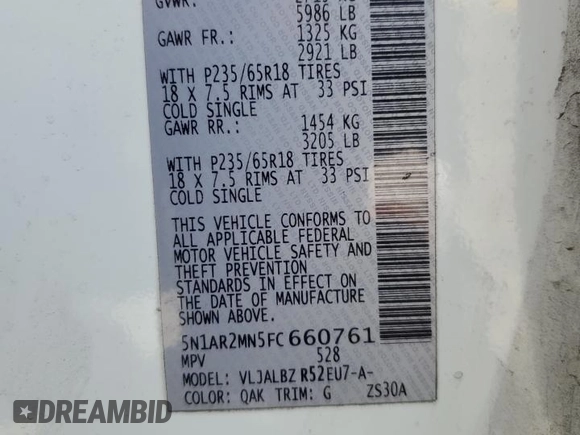 GVWR:
5986 LB
GAWR FR.: 1325 KG
2921 LB
WITH P235/65R18 TIRES
18 X 7.5 RIMS AT 33 PSI
COLD SINGLE
GAWR RR.: 1454 KG
3205 LB
WITH P235/65R18 TIRES
18 X 7.5 RIMS AT 33 PSI
COLD SINGLE
THIS VEHICLE CONFORMS TO
ALL APPLICABLE FEDERAL
MOTOR VEHICLE SAFETY AND
THEFT PREVENTION
STANDARDS IN EFFECT ON
THE DATE OF MANUFACTURE
SHOWN ABOVE.
5N1AR2MN5FC660761
MPV 528
MODEL: VLJALBZ R52EU7-A-
COLOR: QAK TRIM: G ZS30A
DREAMBID